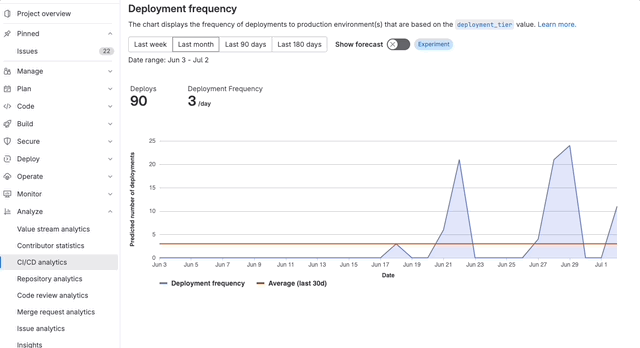 Project overview
Pinned
Issues 22
Manage
Plan
Code
Build
Secure
Deploy
Operate
Monitor
Analyze
Value stream analytics
Contributor statistics
CI/CD analytics
Repository analytics
Code review analytics
Merge request analytics
Issue analytics
Insights
Deployment frequency
The chart displays the frequency of deployments to production environment(s) that are based on the deployment_tier value. Learn more.
Last week Last month Last 90 days Last 180 days Show forecast Experiment
Date range: Jun 3 - Jul 2
Deploys Deployment Frequency
90 3 /day
Predicted number of deployments
25
20
15
10
5
0
Jun 3 Jun 5 Jun 7 Jun 9 Jun 11 Jun 13 Jun 15 Jun 17 Jun 19 Jun 21 Jun 23 Jun 25 Jun 27 Jun 29 Jul 1
Date
Deployment frequency Average (last 30d)